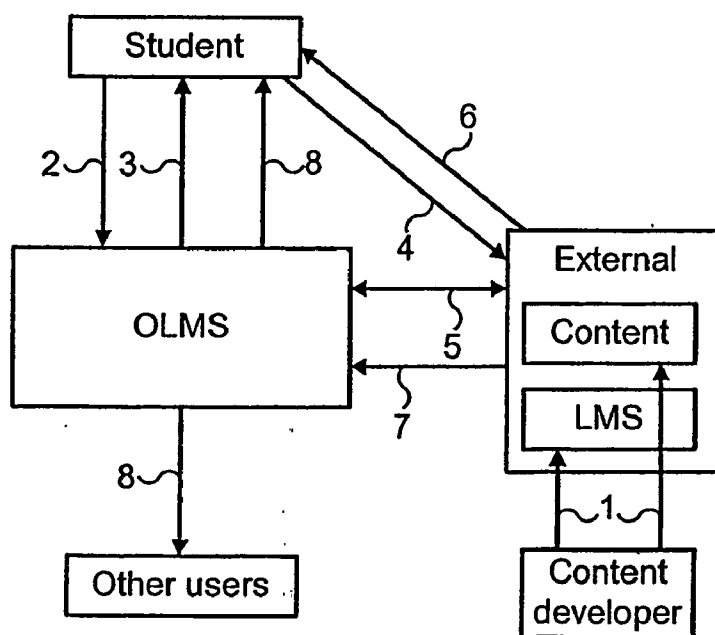 Student
2
3
8
6
4
External
OLMS
Content
5
LMS
7
8
1
Other users
Content
developer